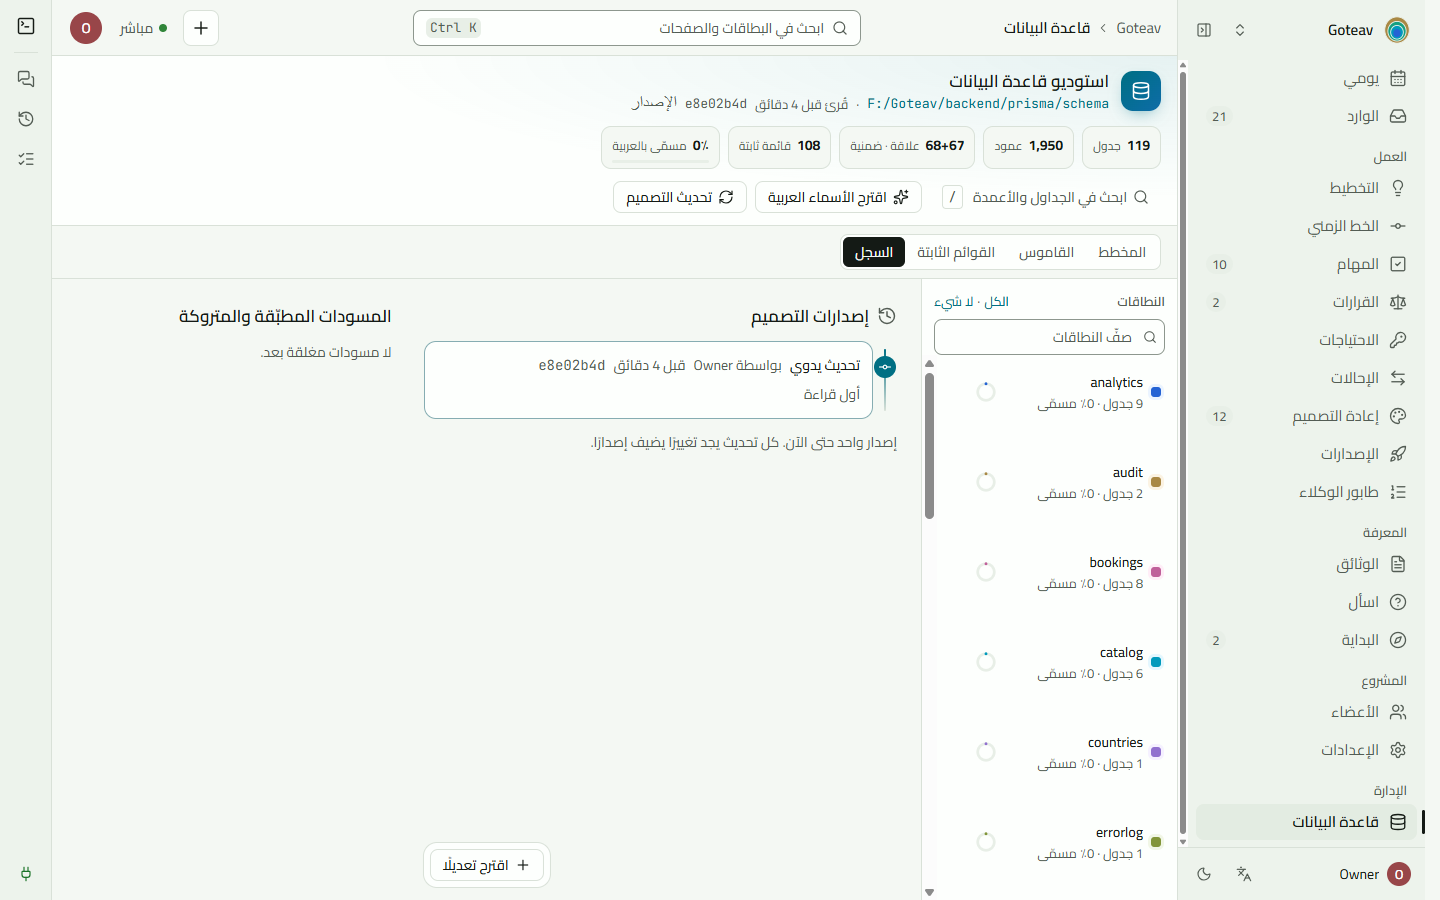 Goteav
يومي
الوارد 21
العمل
التخطيط
الخط الزمني
المهام 10
القرارات 2
الاحتياجات
الإحالات
إعادة التصميم 12
الإصدارات
طابور الوكلاء
المعرفة
الوثائق
اسأل
البداية 2
المشروع
الأعضاء
الإعدادات
الإدارة
قاعدة البيانات
Owner O
Goteav › قاعدة البيانات
ابحث في البطاقات والصفحات Ctrl K
مباشر
O
استوديو قاعدة البيانات
F:/Goteav/backend/prisma/schema · قُرئ قبل 4 دقائق e8e02b4d الإصدار
119 جدول
1,950 عمود
68+67 علاقة · ضمنية
108 قائمة ثابتة
0٪ مسمّى بالعربية
ابحث في الجداول والأعمدة /
اقترح الأسماء العربية
تحديث التصميم
المخطط
القاموس
القوائم الثابتة
السجل
النطاقات
الكل · لا شيء
صفّ النطاقات
analytics
9 جدول · 0٪ مسمّى
audit
2 جدول · 0٪ مسمّى
bookings
8 جدول · 0٪ مسمّى
catalog
6 جدول · 0٪ مسمّى
countries
1 جدول · 0٪ مسمّى
errorlog
1 جدول · 0٪ مسمّى
إصدارات التصميم
تحديث يدوي بواسطة Owner قبل 4 دقائق e8e02b4d
أول قراءة
إصدار واحد حتى الآن. كل تحديث يجد تغييرًا يضيف إصدارًا.
المسودات المطبّقة والمتروكة
لا مسودات مغلقة بعد.
اقترح تعديلًا